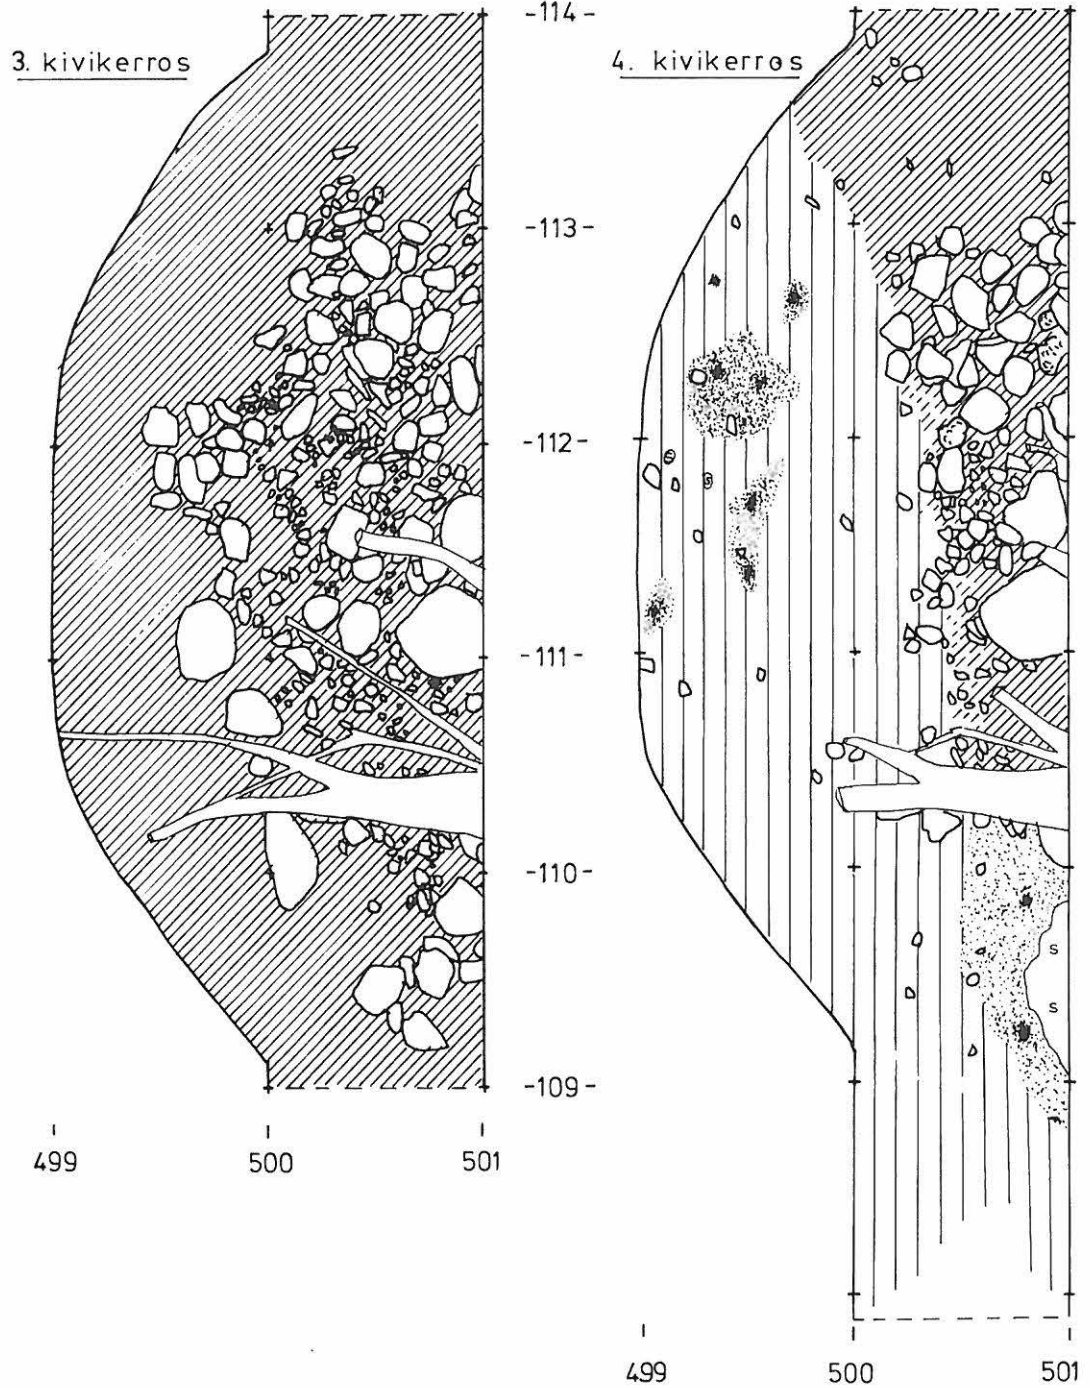 3. kivikerros
4. kivikerros
-114-
-113-
-112-
-111-
-110-
-109-
s
s
s
s
499 500 501
499 500 501